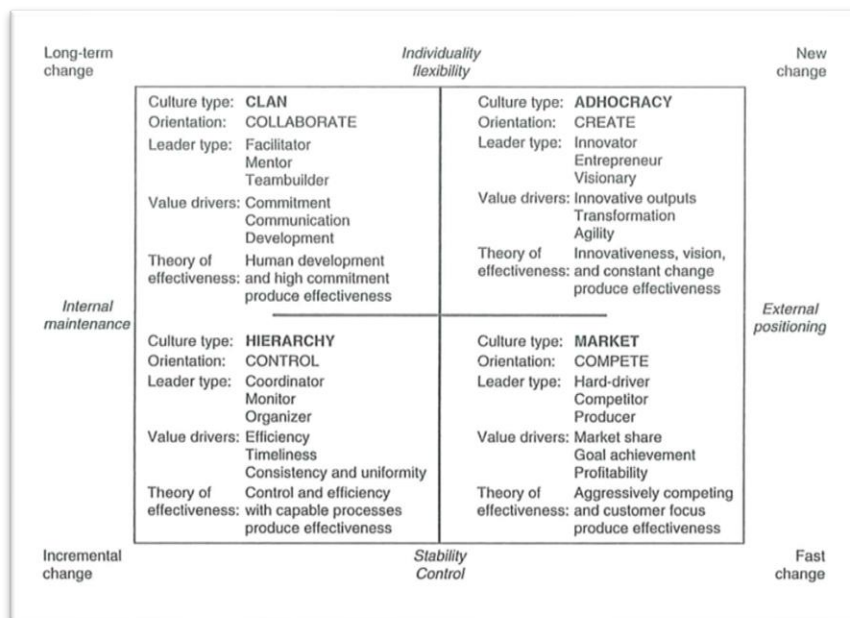 Long-term
change
Individuality
flexibility
New
change
Culture type: CLAN
Orientation: COLLABORATE
Leader type: Facilitator
Mentor
Teambuilder
Value drivers: Commitment
Communication
Development
Theory of Human development
effectiveness: and high commitment
produce effectiveness
Culture type: ADHOCRACY
Orientation: CREATE
Leader type: Innovator
Entrepreneur
Visionary
Value drivers: Innovative outputs
Transformation
Agility
Theory of Innovativeness, vision,
effectiveness: and constant change
produce effectiveness
Internal
maintenance
External
positioning
Culture type: HIERARCHY
Orientation: CONTROL
Leader type: Coordinator
Monitor
Organizer
Value drivers: Efficiency
Timeliness
Consistency and uniformity
Theory of Control and efficiency
effectiveness: with capable processes
produce effectiveness
Culture type: MARKET
Orientation: COMPETE
Leader type: Hard-driver
Competitor
Producer
Value drivers: Market share
Goal achievement
Profitability
Theory of Aggressively competing
effectiveness: and customer focus
produce effectiveness
Incremental
change
Stability
Control
Fast
change